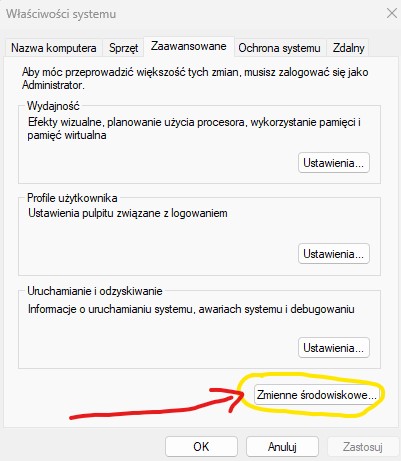 Właściwości systemu
Nazwa komputera Sprzęt Zaawansowane Ochrona systemu Zdalny
Aby móc przeprowadzić większość tych zmian, musisz zalogować się jako
Administrator.
Wydajność
Efekty wizualne, planowanie użycia procesora, wykorzystanie pamięci i
pamięć wirtualna
Ustawienia...
Profile użytkownika
Ustawienia pulpitu związane z logowaniem
Ustawienia...
Uruchamianie i odzyskiwanie
Informacje o uruchamianiu systemu, awariach systemu i debugowaniu
Ustawienia...
Zmienne środowiskowe...
OK Anuluj Zastosuj